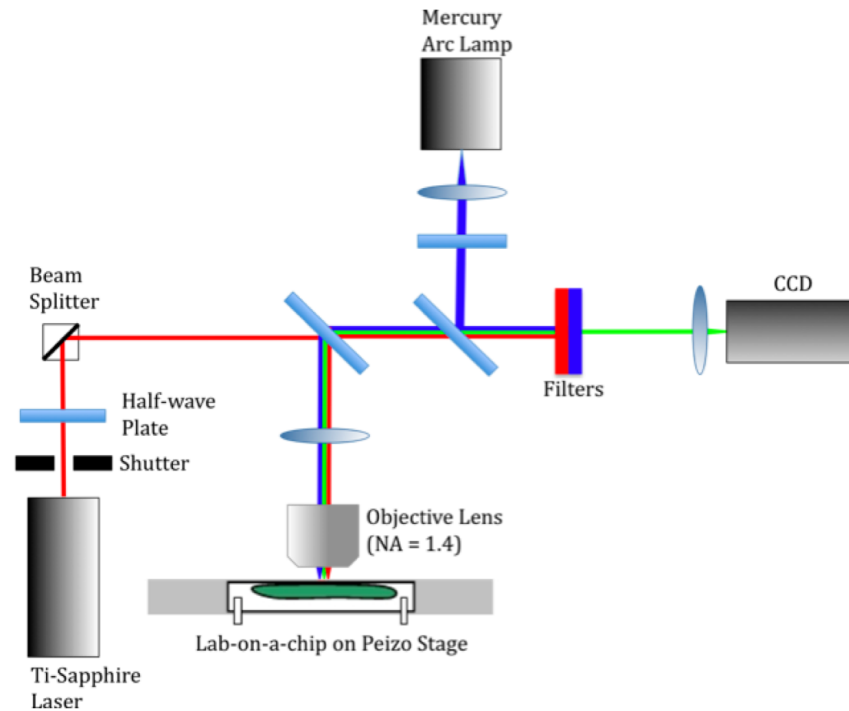 Mercury
Arc Lamp
Beam
Splitter
CCD
Filters
Half-wave
Plate
Shutter
Objective Lens
(NA = 1.4)
Lab-on-a-chip on Peizo Stage
Ti-Sapphire
Laser